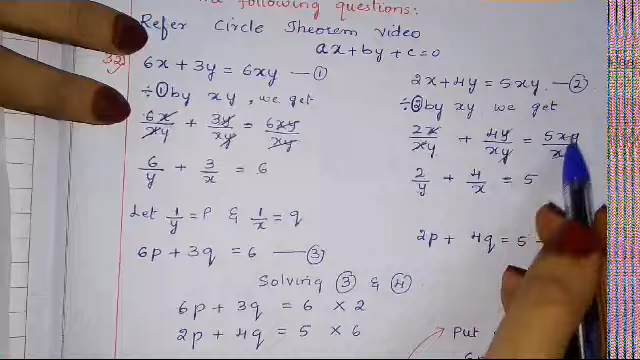 the following questions:
Refer Circle Theorem video
ax + by + c = 0
32) 6x + 3y = 6xy —①
÷① by xy, we get
6x/xy + 3y/xy = 6xy/xy
6/y + 3/x = 6
Let 1/y = p & 1/x = q
6p + 3q = 6 —③
2x + 4y = 5xy —②
÷② by xy we get
2x/xy + 4y/xy = 5xy
2/y + 4/x = 5
2p + 4q = 5 -
Solving ③ & ④
6p + 3q = 6 × 2
2p + 4q = 5 × 6
Put